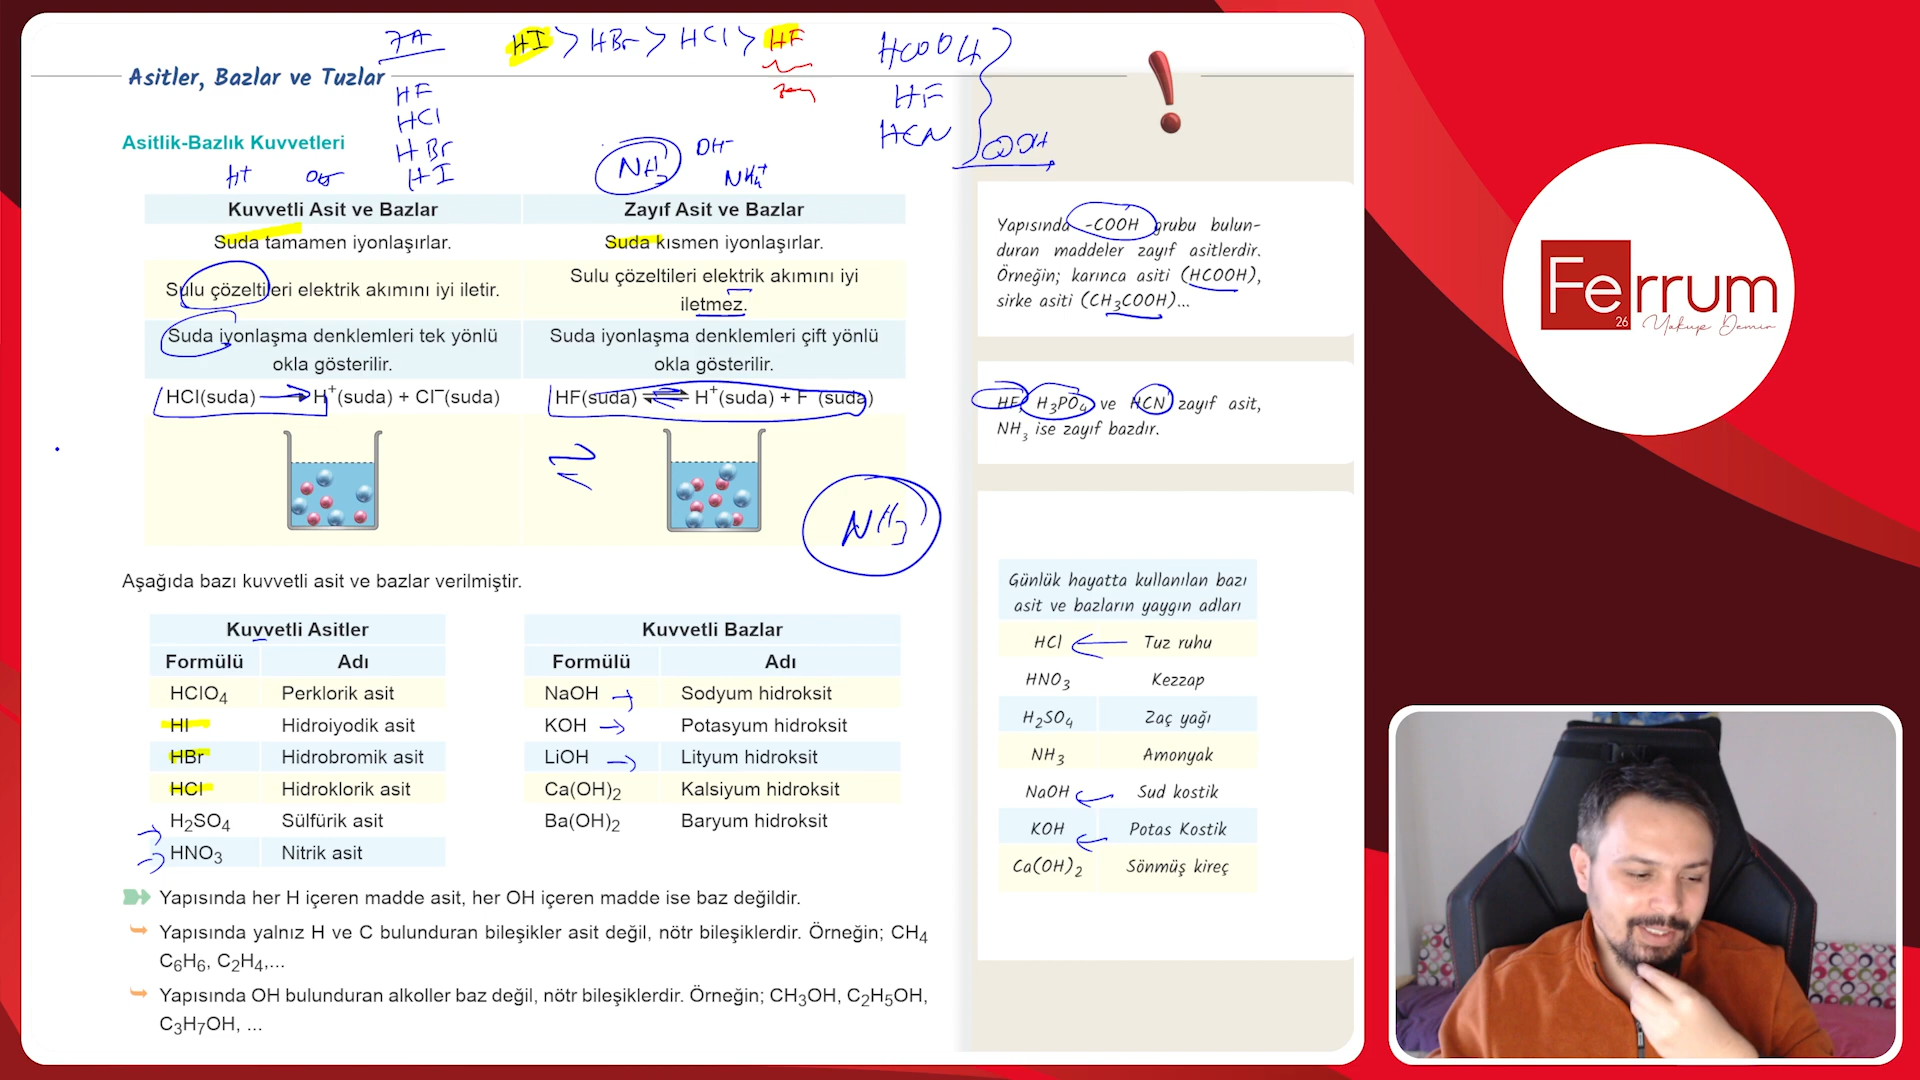 7A
HI > HBr > HCl > HF
HCOOH
Asitler, Bazlar ve Tuzlar
HF
HF
HCl
HCN
Asitlik-Bazlık Kuvvetleri
HBr
OH-
COOH
H+
OH-
HI
NH3
NH4+
Kuvvetli Asit ve Bazlar
Zayıf Asit ve Bazlar
Suda tamamen iyonlaşırlar.
Suda kısmen iyonlaşırlar.
Sulu çözeltileri elektrik akımını iyi iletir.
Sulu çözeltileri elektrik akımını iyi
iletmez.
Suda iyonlaşma denklemleri tek yönlü
okla gösterilir.
Suda iyonlaşma denklemleri çift yönlü
okla gösterilir.
HCl(suda) → H+(suda) + Cl–(suda)
HF(suda) ⇌ H+(suda) + F (suda)
NH3
Aşağıda bazı kuvvetli asit ve bazlar verilmiştir.
Kuvvetli Asitler
Formülü Adı
HClO4 Perklorik asit
HI Hidroiyodik asit
HBr Hidrobromik asit
HCl Hidroklorik asit
H2SO4 Sülfürik asit
HNO3 Nitrik asit
Kuvvetli Bazlar
Formülü Adı
NaOH Sodyum hidroksit
KOH Potasyum hidroksit
LiOH Lityum hidroksit
Ca(OH)2 Kalsiyum hidroksit
Ba(OH)2 Baryum hidroksit
Yapısında her H içeren madde asit, her OH içeren madde ise baz değildir.
Yapısında yalnız H ve C bulunduran bileşikler asit değil, nötr bileşiklerdir. Örneğin; CH4
C6H6, C2H4,...
Yapısında OH bulunduran alkoller baz değil, nötr bileşiklerdir. Örneğin; CH3OH, C2H5OH,
C3H7OH, ...
Yapısında -COOH grubu bulun-
duran maddeler zayıf asitlerdir.
Örneğin; karınca asiti (HCOOH),
sirke asiti (CH3COOH)...
HF, H3PO4 ve HCN zayıf asit,
NH3 ise zayıf bazdır.
Günlük hayatta kullanılan bazı
asit ve bazların yaygın adları
HCl Tuz ruhu
HNO3 Kezzap
H2SO4 Zaç yağı
NH3 Amonyak
NaOH Sud kostik
KOH Potas Kostik
Ca(OH)2 Sönmüş kireç
Ferrum
26
Yakup Demir